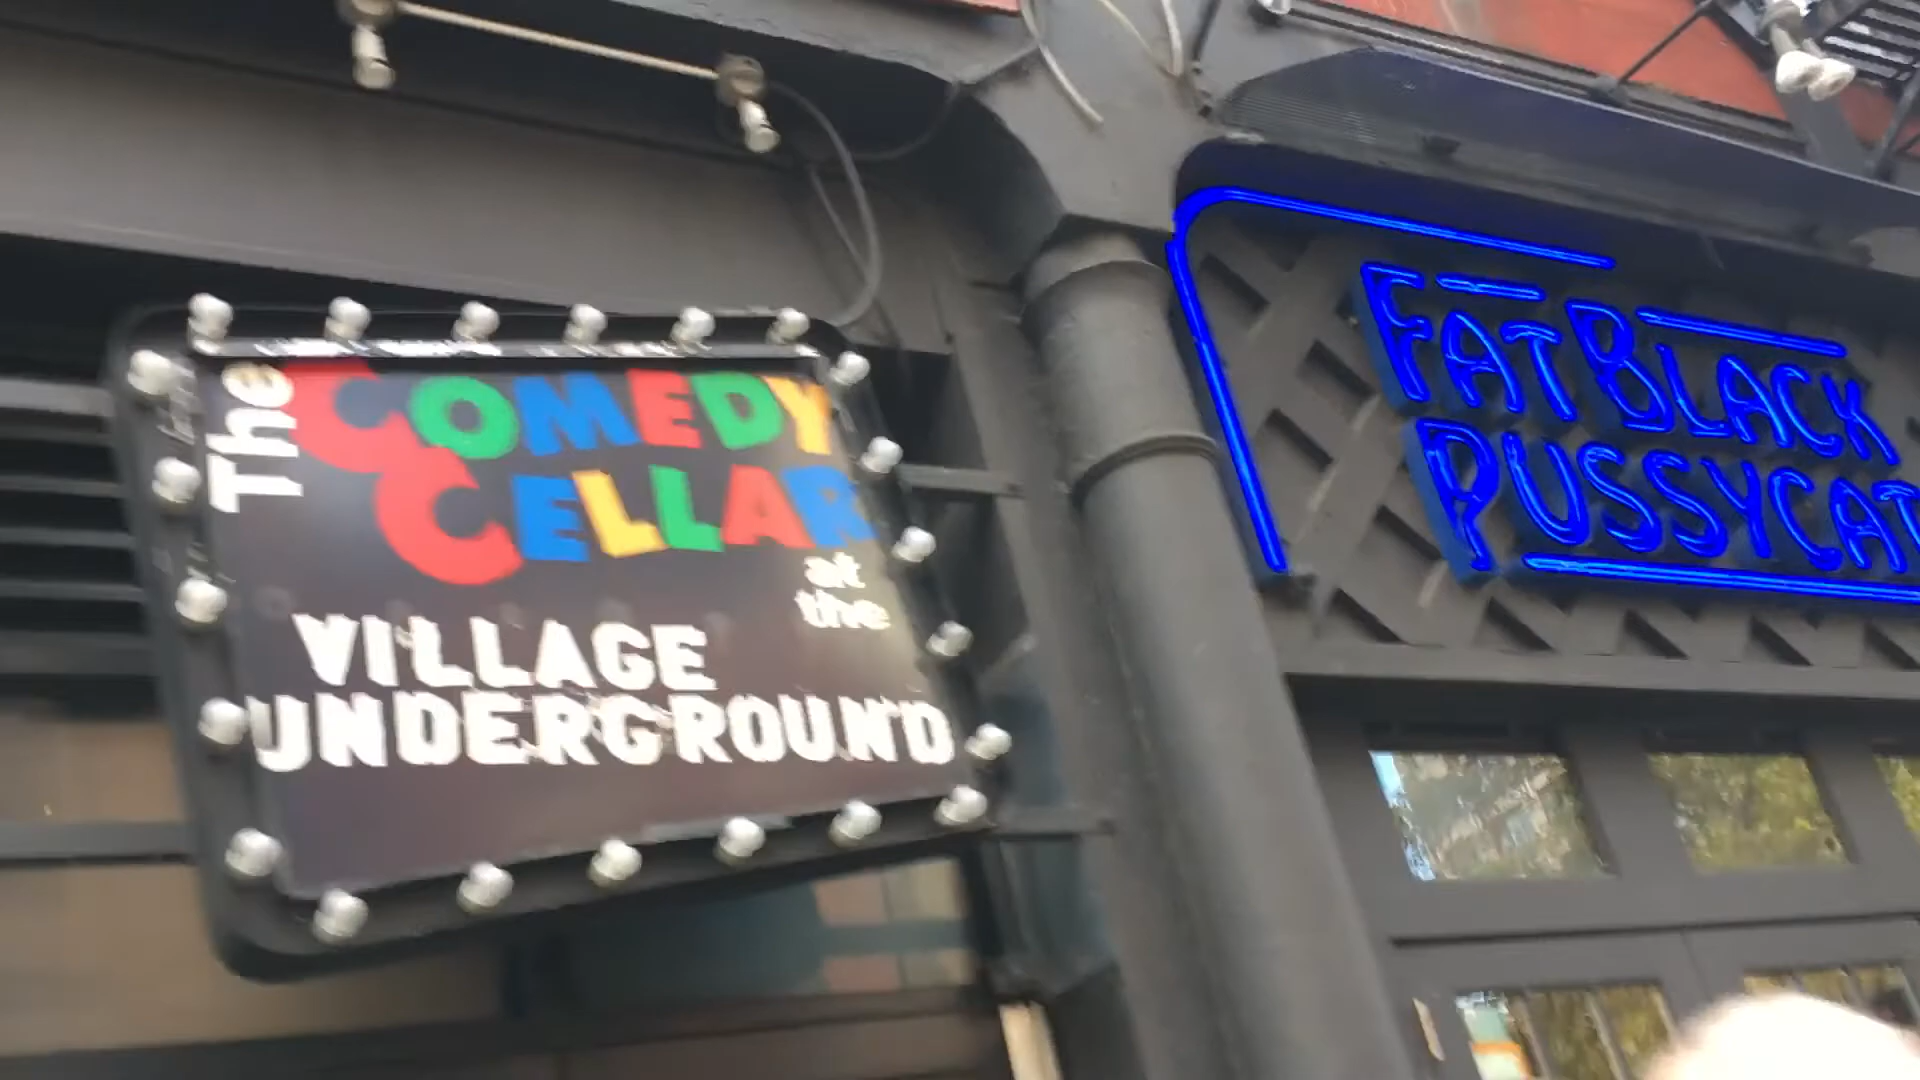 The
COMEDY
CELLAR
at
the
VILLAGE
UNDERGROUND
FAT BLACK
PUSSYCAT